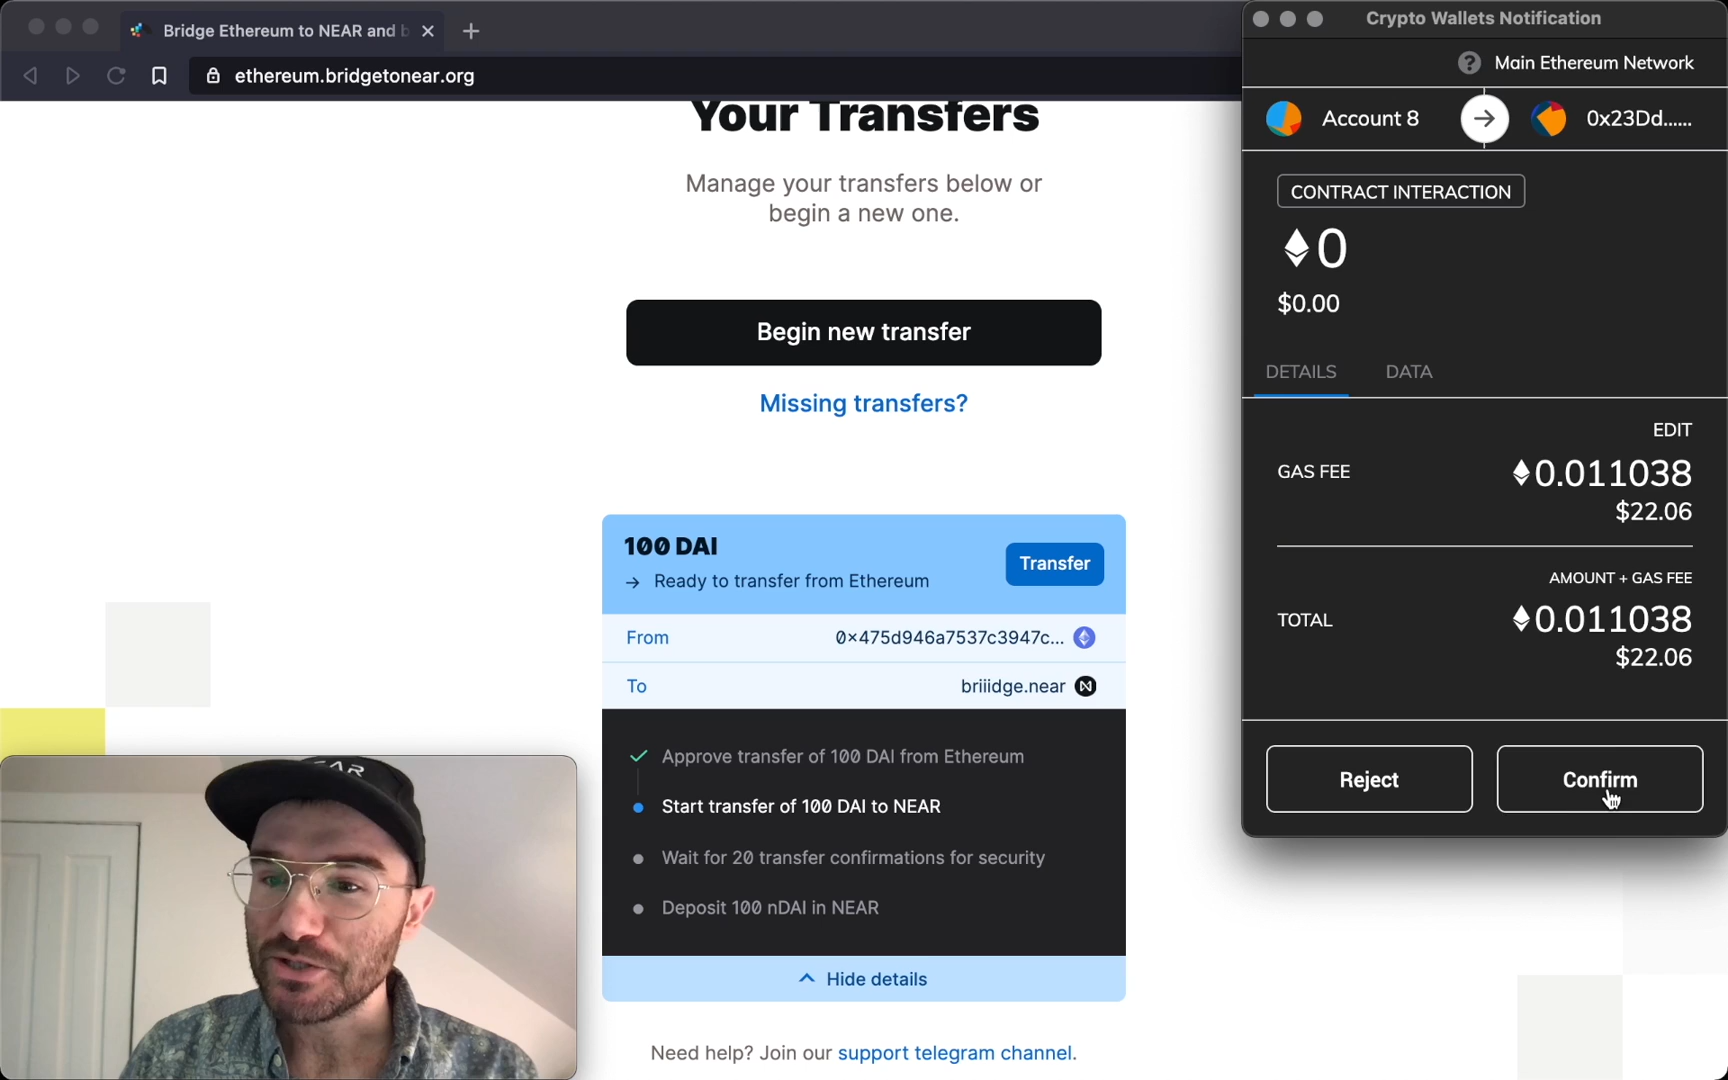 Bridge Ethereum to NEAR and b
ethereum.bridgetonear.org
Your Transfers
Manage your transfers below or
begin a new one.
Begin new transfer
Missing transfers?
100 DAI
Transfer
→ Ready to transfer from Ethereum
From 0x475d946a7537c3947c...
To briiidge.near
Approve transfer of 100 DAI from Ethereum
Start transfer of 100 DAI to NEAR
Wait for 20 transfer confirmations for security
Deposit 100 nDAI in NEAR
Hide details
Need help? Join our support telegram channel.
Crypto Wallets Notification
? Main Ethereum Network
Account 8 → 0x23Dd......
CONTRACT INTERACTION
0
$0.00
DETAILS DATA
EDIT
GAS FEE 0.011038
$22.06
AMOUNT + GAS FEE
TOTAL 0.011038
$22.06
Reject Confirm